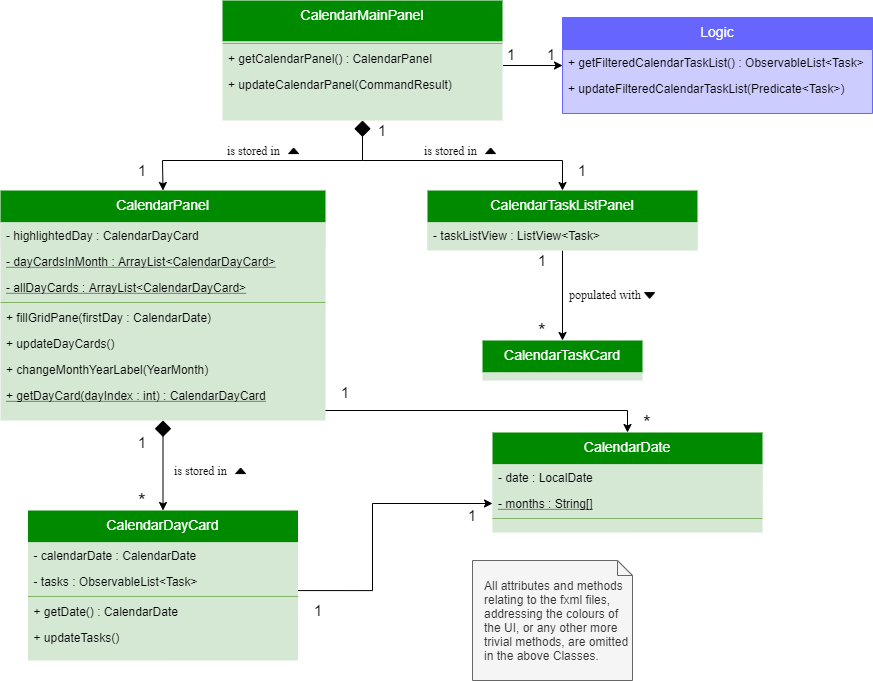 CalendarMainPanel
+ getCalendarPanel() : CalendarPanel
+ updateCalendarPanel(CommandResult)
1
1
Logic
+ getFilteredCalendarTaskList() : ObservableList<Task>
+ updateFilteredCalendarTaskList(Predicate<Task>)
1
is stored in
is stored in
1
1
CalendarPanel
- highlightedDay : CalendarDayCard
- dayCardsInMonth : ArrayList<CalendarDayCard>
- allDayCards : ArrayList<CalendarDayCard>
+ fillGridPane(firstDay : CalendarDate)
+ updateDayCards()
+ changeMonthYearLabel(YearMonth)
+ getDayCard(dayIndex : int) : CalendarDayCard
CalendarTaskListPanel
- taskListView : ListView<Task>
1
populated with
*
CalendarTaskCard
1
*
CalendarDate
- date : LocalDate
- months : String[]
1
is stored in
*
CalendarDayCard
- calendarDate : CalendarDate
- tasks : ObservableList<Task>
+ getDate() : CalendarDate
+ updateTasks()
1
1
All attributes and methods
relating to the fxml files,
addressing the colours of
the UI, or any other more
trivial methods, are omitted
in the above Classes.